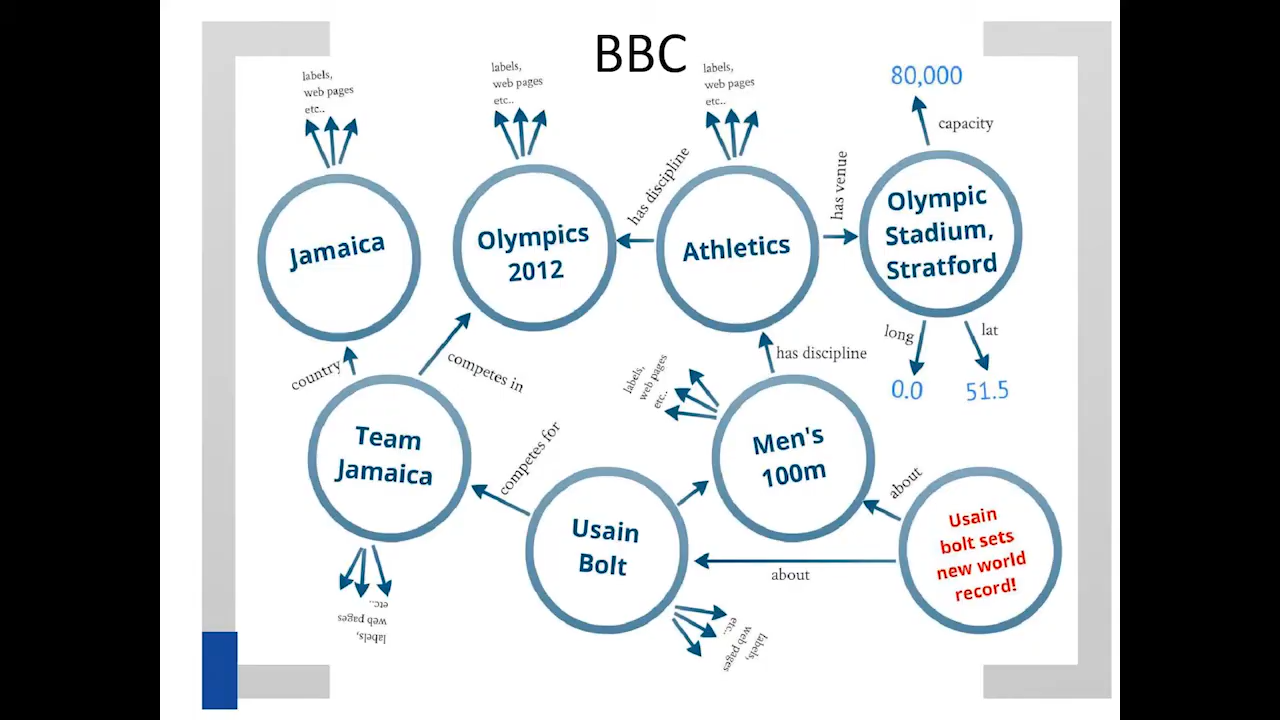 BBC
labels,
web pages
etc..
labels,
web pages
etc..
labels,
web pages
etc..
80,000
capacity
has discipline
has venue
Jamaica
Olympics
2012
Athletics
Olympic
Stadium,
Stratford
country
competes in
has discipline
long
lat
0.0
51.5
labels,
web pages
etc..
Team
Jamaica
competes for
Men's
100m
about
Usain
Bolt
about
Usain
bolt sets
new world
record!
labels,
web pages
etc..
labels,
web pages
etc..